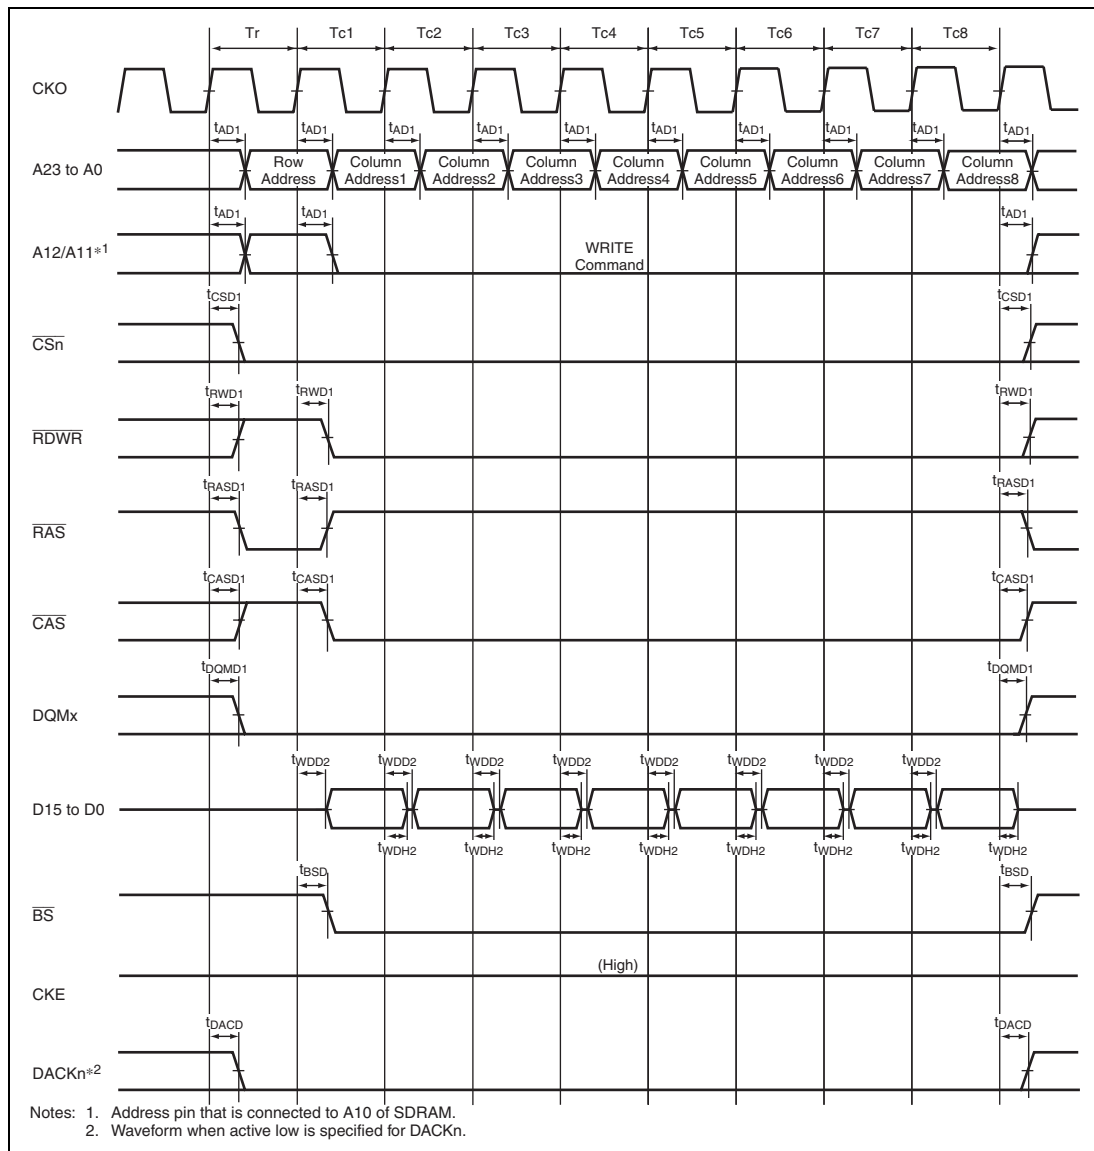 Tr Tc1 Tc2 Tc3 Tc4 Tc5 Tc6 Tc7 Tc8
CKO
tAD1 tAD1 tAD1 tAD1 tAD1 tAD1 tAD1 tAD1 tAD1 tAD1
A23 to A0
Row Address
Column Address1
Column Address2
Column Address3
Column Address4
Column Address5
Column Address6
Column Address7
Column Address8
tAD1 tAD1 tAD1
A12/A11*1
WRITE
Command
tCSD1 tCSD1
CSn
tRWD1 tRWD1 tRWD1
RDWR
tRASD1 tRASD1 tRASD1
RAS
tCASD1 tCASD1 tCASD1
CAS
tDQMD1 tDQMD1
DQMx
tWDD2 tWDD2 tWDD2 tWDD2 tWDD2 tWDD2 tWDD2 tWDD2
D15 to D0
tWDH2 tWDH2 tWDH2 tWDH2 tWDH2 tWDH2 tWDH2 tWDH2
tBSD tBSD
BS
(High)
CKE
tDACD tDACD
DACKn*2
Notes: 1. Address pin that is connected to A10 of SDRAM.
2. Waveform when active low is specified for DACKn.